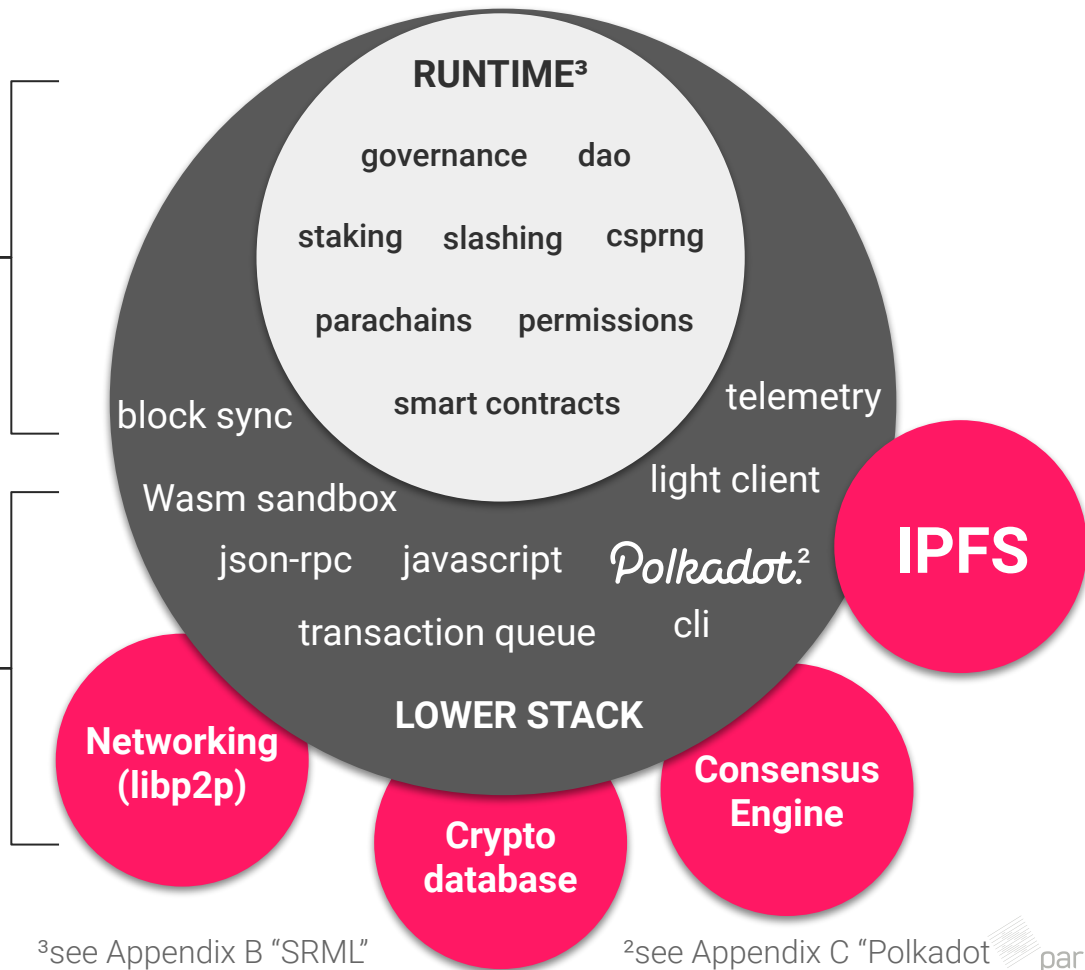 RUNTIME³
governance dao
staking slashing csprng
parachains permissions
smart contracts
block sync
telemetry
Wasm sandbox
light client
json-rpc javascript Polkadot.²
transaction queue
cli
LOWER STACK
IPFS
Networking
(libp2p)
Crypto
database
Consensus
Engine
³see Appendix B “SRML”
²see Appendix C “Polkadot
par